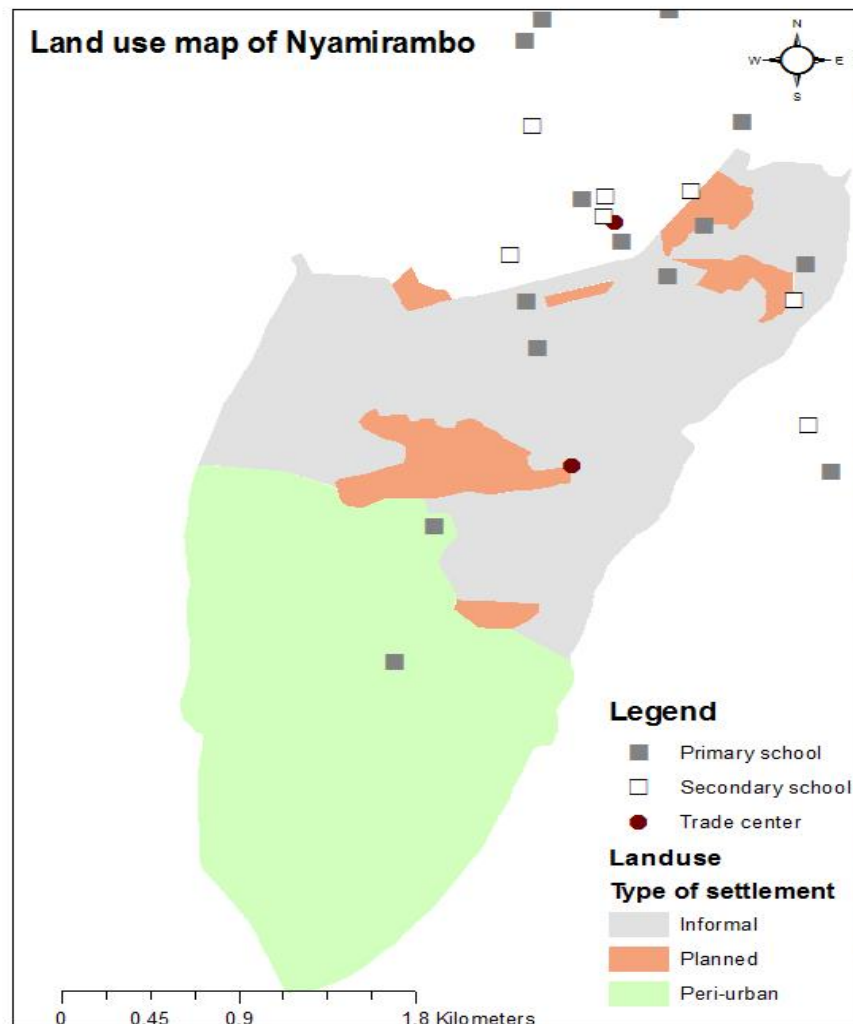 Land use map of Nyamirambo
N
W E
S
Legend
Primary school
Secondary school
Trade center
Landuse
Type of settlement
Informal
Planned
Peri-urban
0 0.45 0.9 1.8 Kilometers